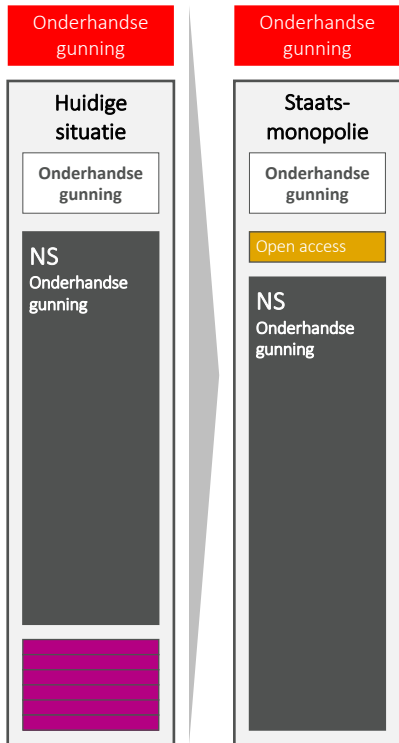 Onderhandse
gunning
Huidige
situatie
Onderhandse
gunning
NS
Onderhandse
gunning
Onderhandse
gunning
Staats-
monopolie
Onderhandse
gunning
Open access
NS
Onderhandse
gunning